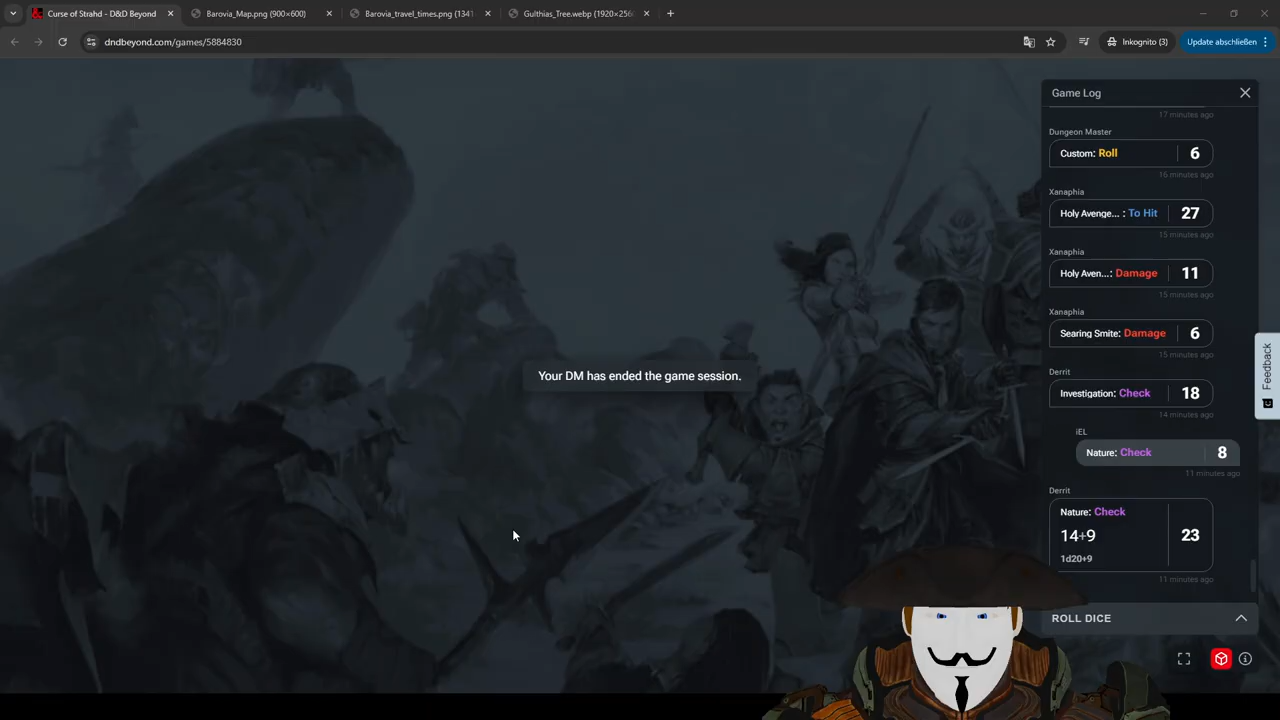 Curse of Strahd - D&D Beyond
Barovia_Map.png (900×600)
Barovia_travel_times.png (1341
Gulthias_Tree.webp (1920×256
dndbeyond.com/games/5884830
Inkognito (3)
Update abschließen
Game Log
17 minutes ago
Dungeon Master
Custom: Roll
6
16 minutes ago
Xanaphia
Holy Avenge... : To Hit
27
15 minutes ago
Xanaphia
Holy Aven...: Damage
11
15 minutes ago
Xanaphia
Searing Smite: Damage
6
15 minutes ago
Your DM has ended the game session.
Feedback
Derrit
Investigation: Check
18
14 minutes ago
iEL
Nature: Check
8
11 minutes ago
Derrit
Nature: Check
14+9
1d20+9
23
11 minutes ago
ROLL DICE